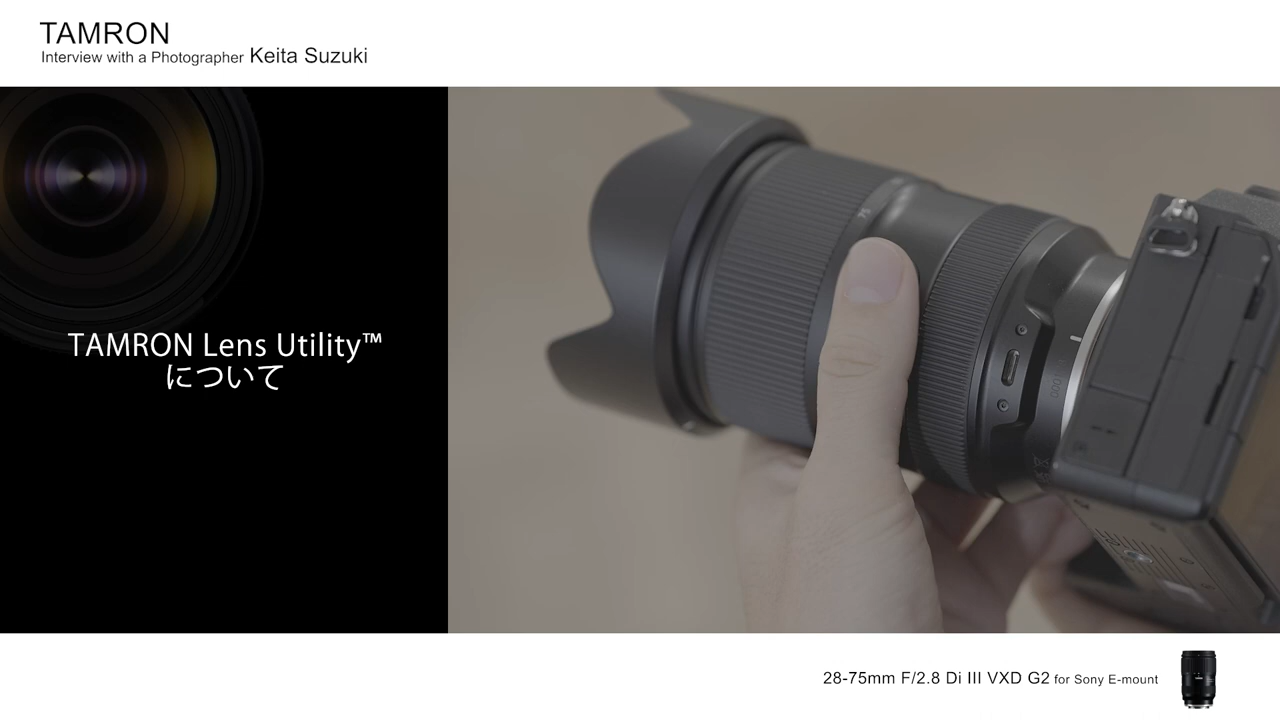 TAMRON
Interview with a Photographer Keita Suzuki
75
TAMRON Lens Utility™
について
28-75mm F/2.8 Di III VXD G2 for Sony E-mount